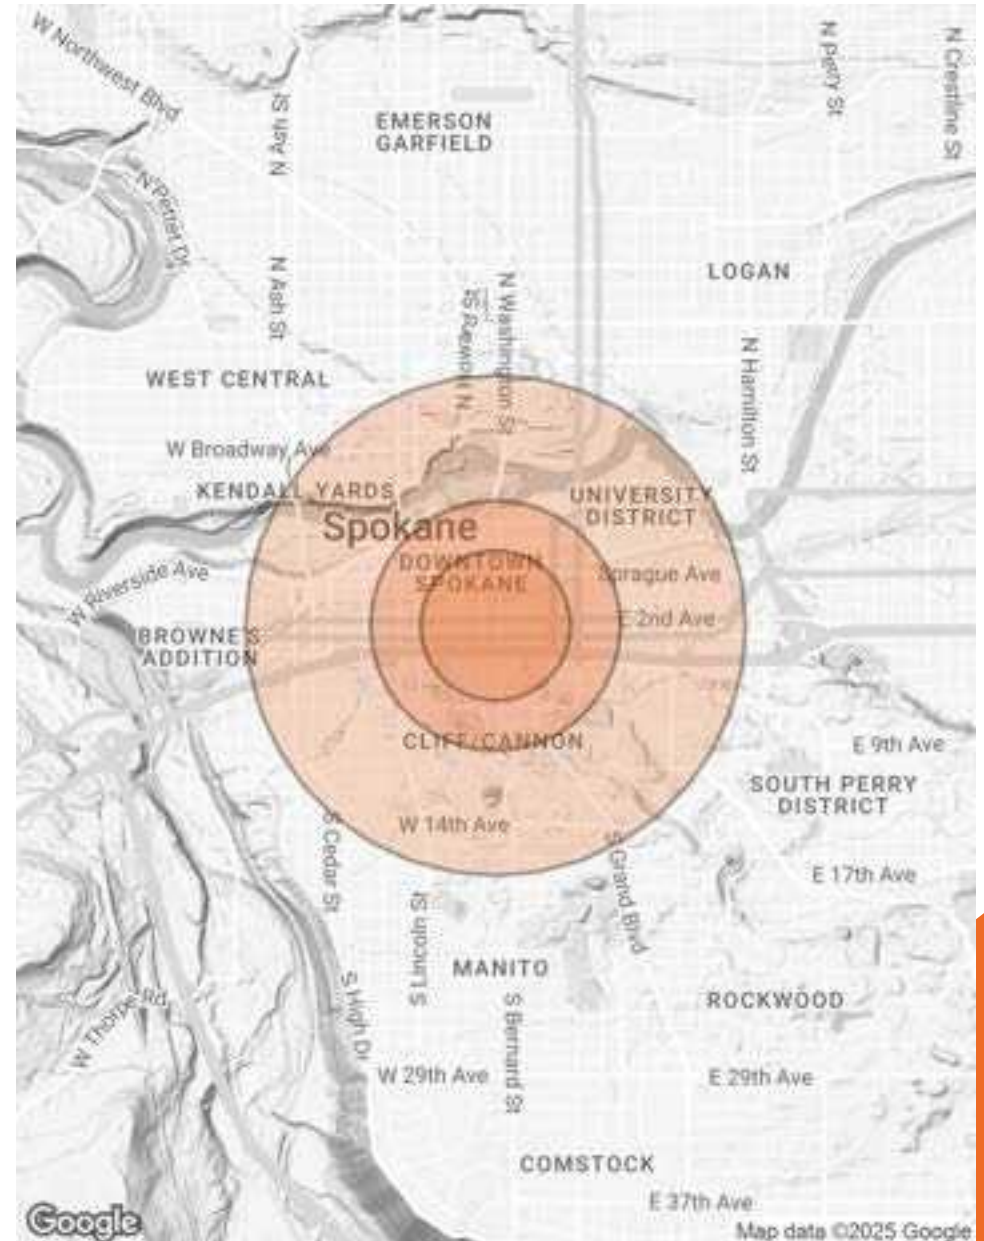 W Northwest Blvd
N Perry St
N Crestline St
N Ash St
EMERSON
GARFIELD
N Pettet Dr
LOGAN
N Ash St
N Howard St
N Washington St
N Hamilton St
WEST CENTRAL
W Broadway Ave
KENDALL YARDS
UNIVERSITY
DISTRICT
Spokane
DOWNTOWN
SPOKANE
Sprague Ave
W Riverside Ave
E 2nd Ave
BROWNE'S
ADDITION
CLIFF/CANNON
E 9th Ave
SOUTH PERRY
DISTRICT
W 14th Ave
S Cedar St
S Grand Blvd
E 17th Ave
S Lincoln St
MANITO
ROCKWOOD
W Thorpe Rd
S High Dr
S Bernard St
W 29th Ave
E 29th Ave
COMSTOCK
E 37th Ave
Google
Map data ©2025 Google